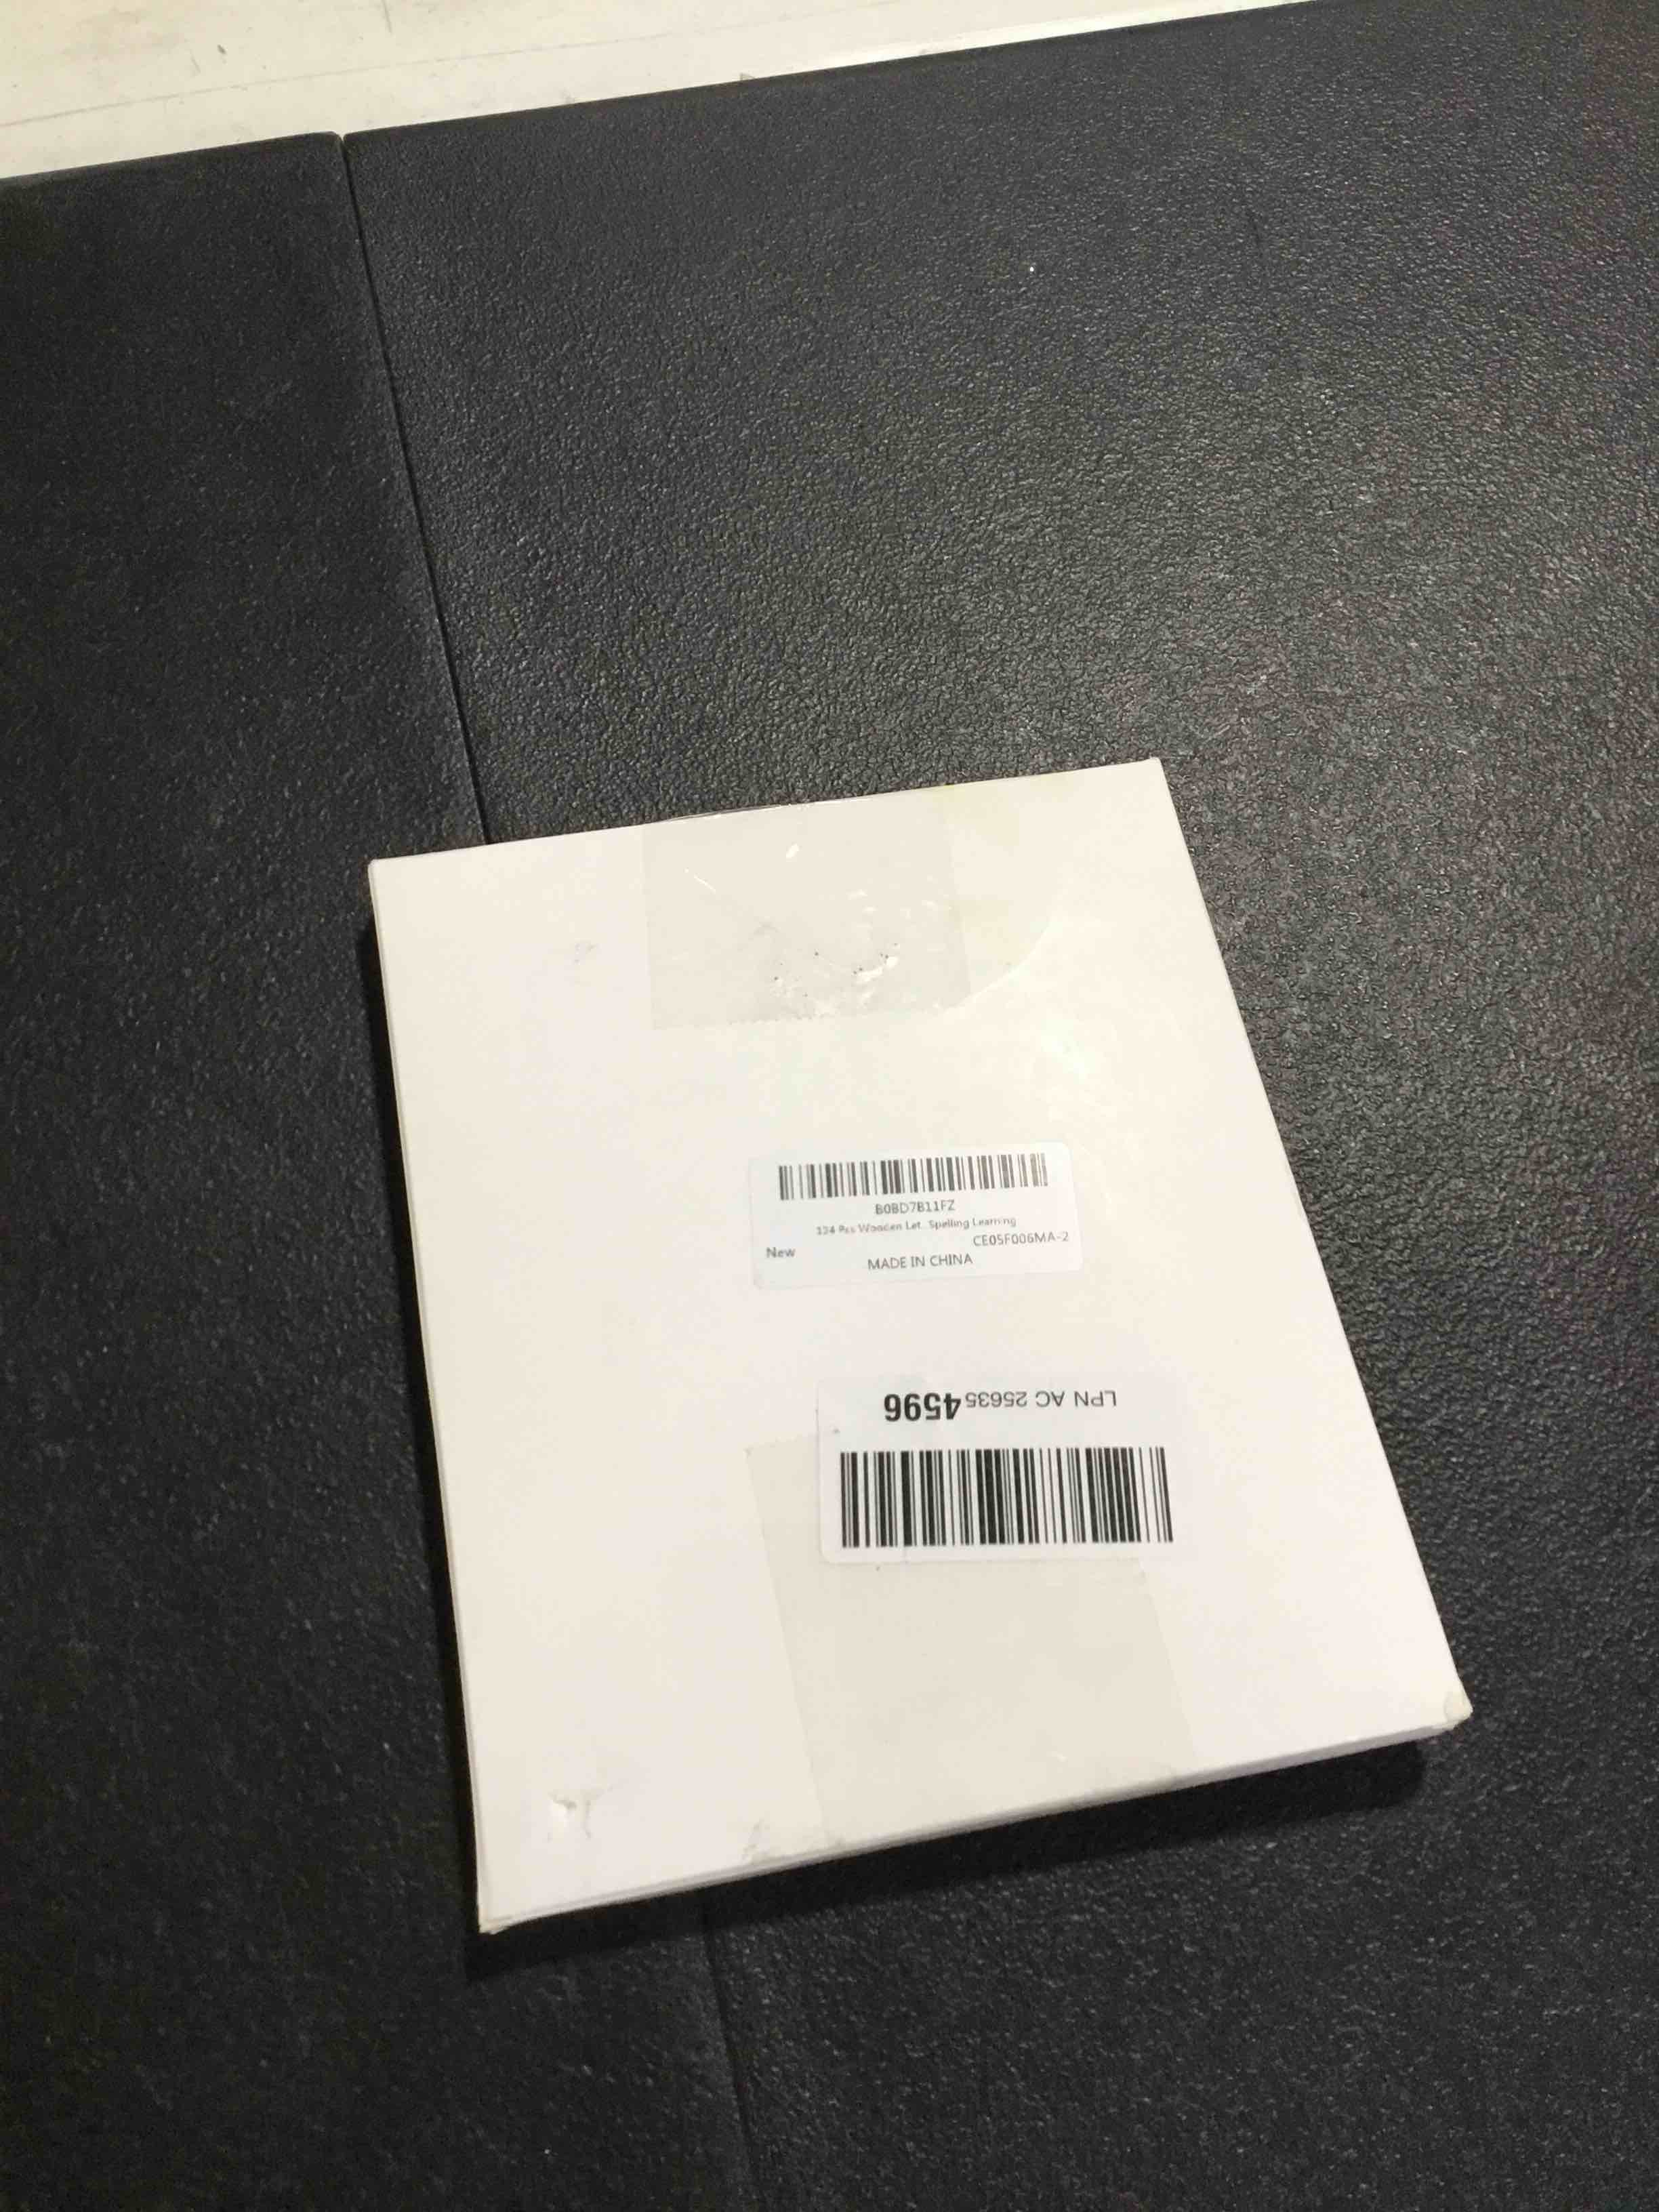 B0BD7B11FZ
134 Pcs Wooden Let.. Spelling Learning
CE05F006MA-2
New
MADE IN CHINA
LPN AC 256354596